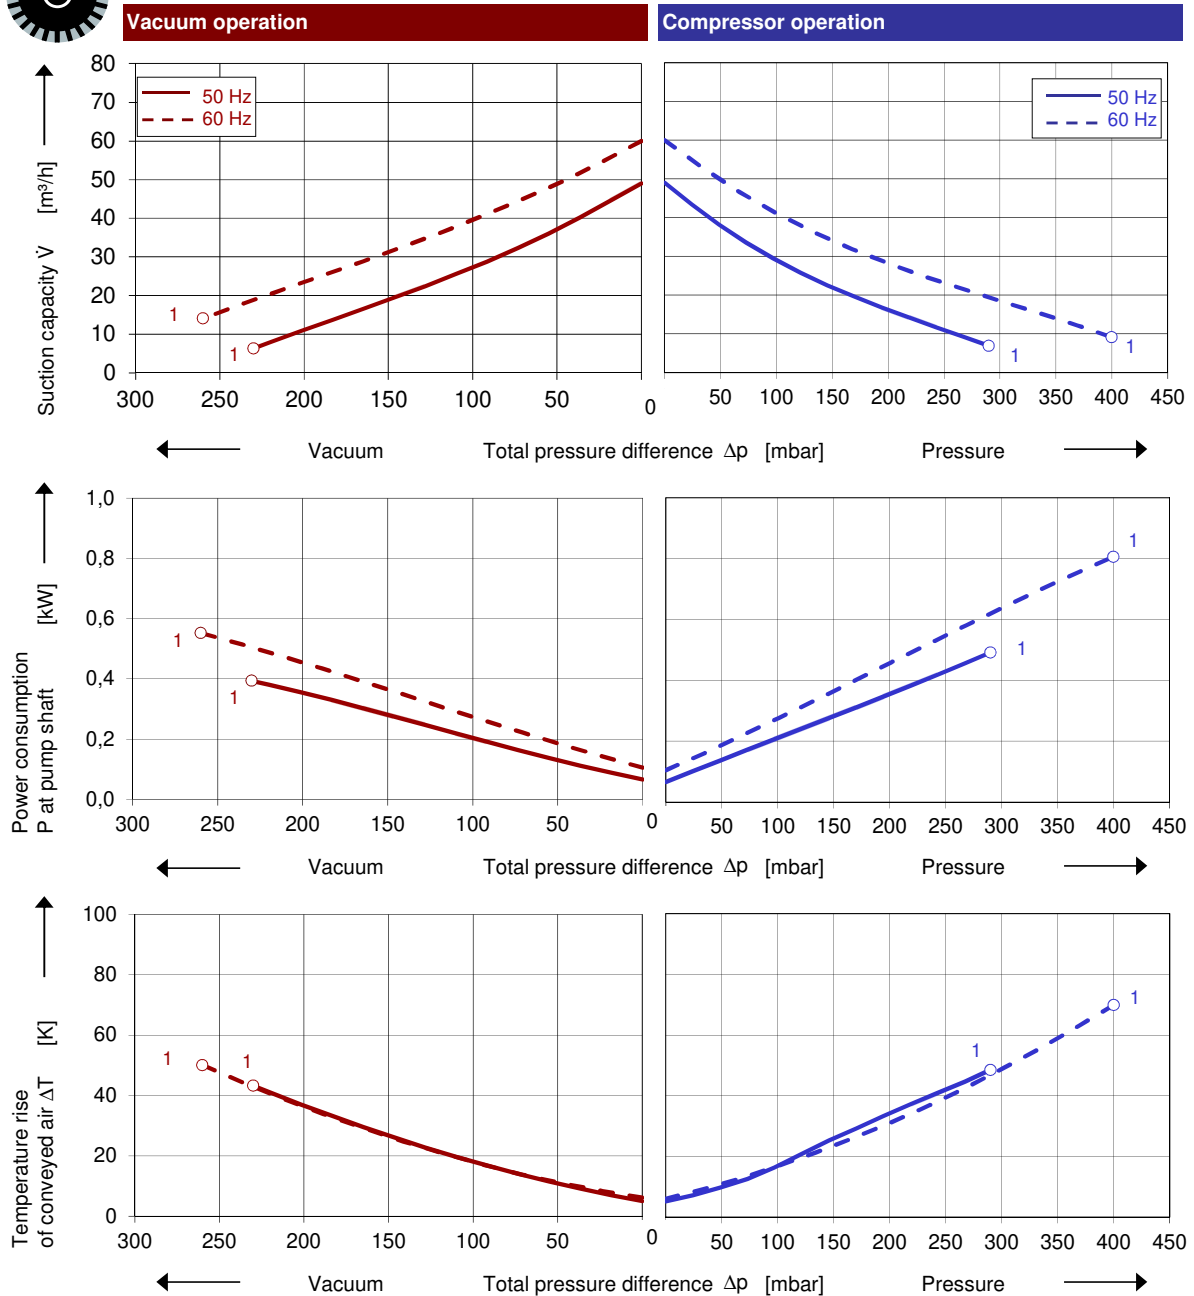 Vacuum operation
Compressor operation
Suction capacity V̇ [m³/h]
80
70
60
50
40
30
20
10
0
50 Hz
60 Hz
50 Hz
60 Hz
1
1
1
1
300 250 200 150 100 50 0 50 100 150 200 250 300 350 400 450
Vacuum Total pressure difference Δp [mbar] Pressure
Power consumption
P at pump shaft [kW]
1,0
0,8
0,6
0,4
0,2
0,0
1
1
1
1
300 250 200 150 100 50 0 50 100 150 200 250 300 350 400 450
Vacuum Total pressure difference Δp [mbar] Pressure
Temperature rise
of conveyed air ΔT [K]
100
80
60
40
20
0
1
1
1
1
300 250 200 150 100 50 0 50 100 150 200 250 300 350 400 450
Vacuum Total pressure difference Δp [mbar] Pressure